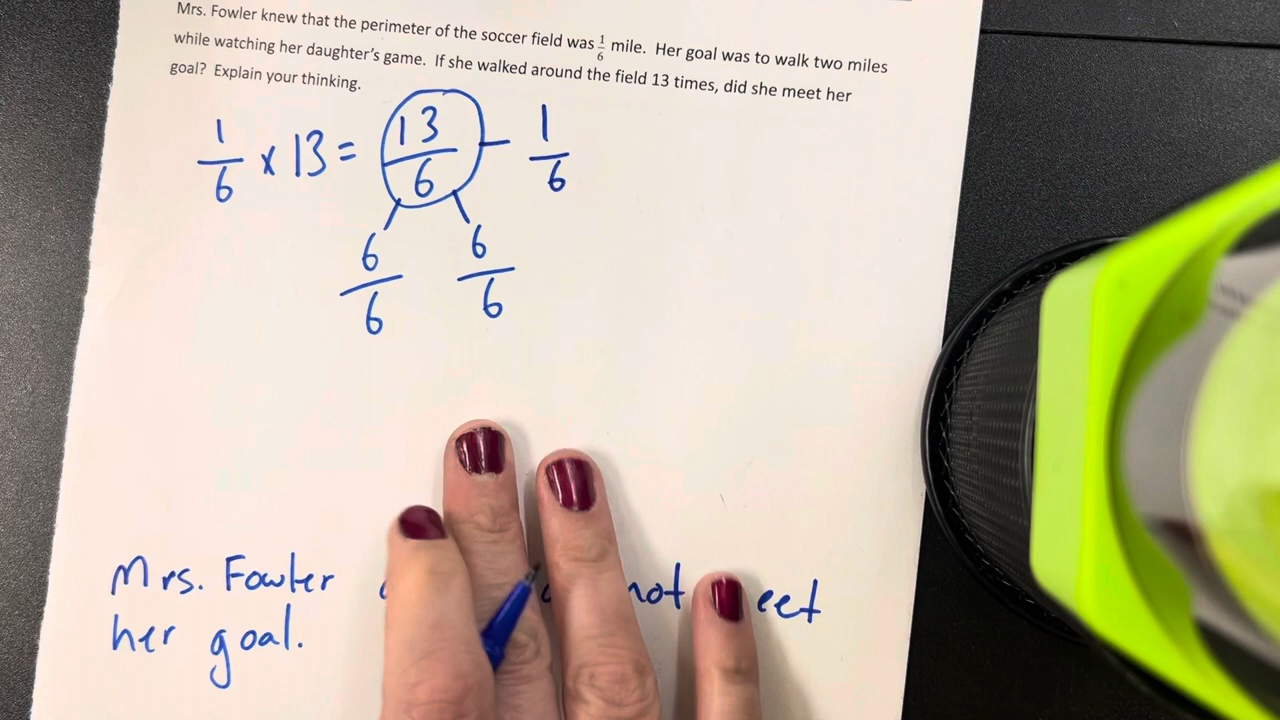 Mrs. Fowler knew that the perimeter of the soccer field was 1/6 mile. Her goal was to walk two miles
while watching her daughter's game. If she walked around the field 13 times, did she meet her
goal? Explain your thinking.
1/6 x 13 = 13/6 - 1/6
6/6 6/6
Mrs. Fowler not eet
her goal.